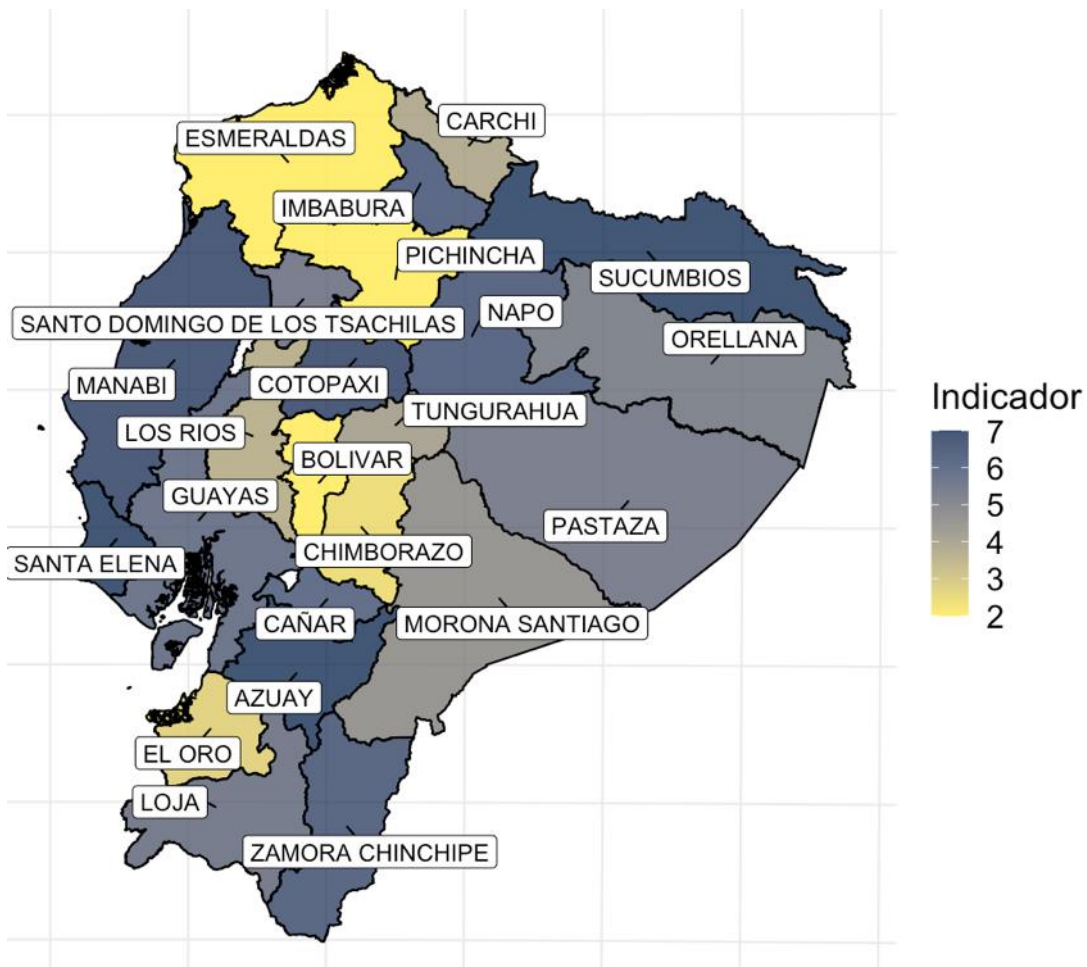 CARCHI
ESMERALDAS
IMBABURA
PICHINCHA
SUCUMBIOS
NAPO
SANTO DOMINGO DE LOS TSACHILAS
ORELLANA
MANABI
COTOPAXI
TUNGURAHUA
LOS RIOS
BOLIVAR
GUAYAS
PASTAZA
CHIMBORAZO
SANTA ELENA
CAÑAR
MORONA SANTIAGO
AZUAY
EL ORO
LOJA
ZAMORA CHINCHIPE
Indicador
7
6
5
4
3
2